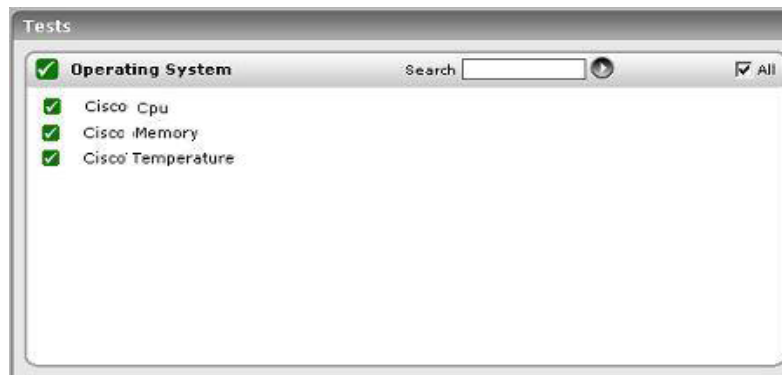 Tests
Operating System Search All
Cisco Cpu
Cisco Memory
Cisco Temperature